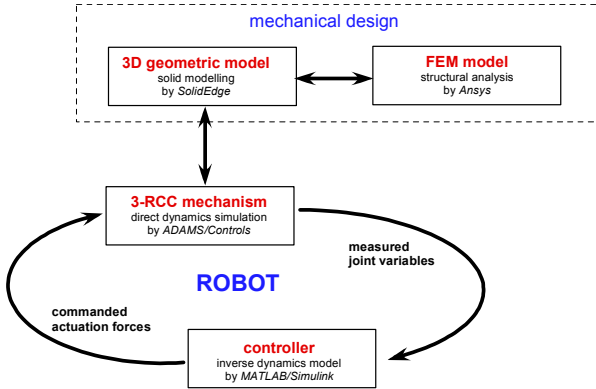 mechanical design
3D geometric model
solid modelling
by SolidEdge
FEM model
structural analysis
by Ansys
3-RCC mechanism
direct dynamics simulation
by ADAMS/Controls
measured
joint variables
ROBOT
commanded
actuation forces
controller
inverse dynamics model
by MATLAB/Simulink